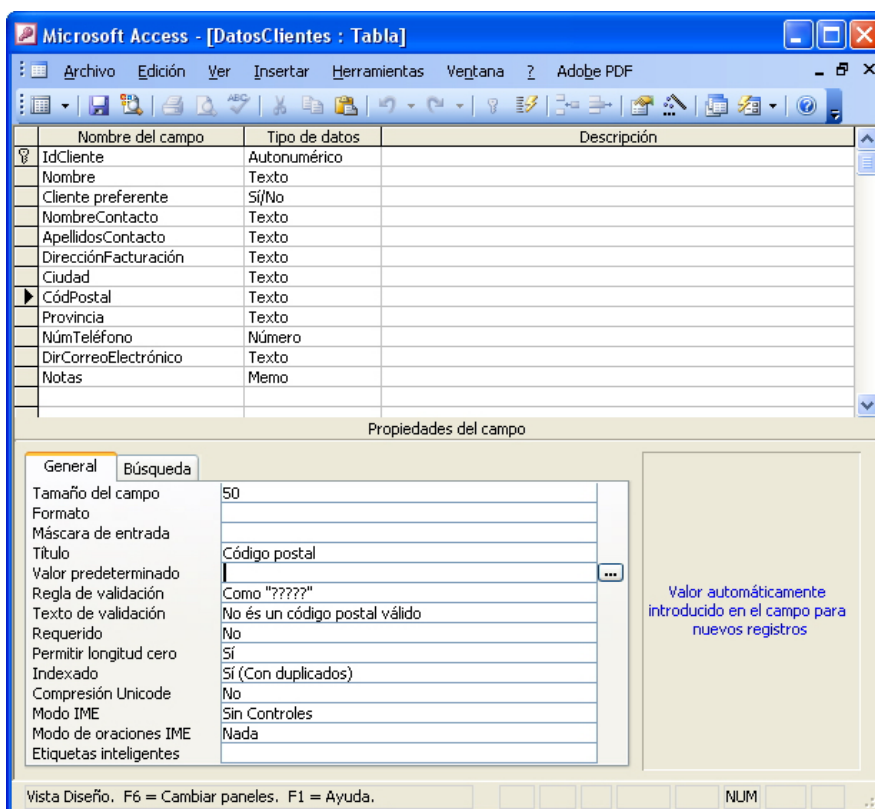 Microsoft Access - [DatosClientes : Tabla]
Archivo Edición Ver Insertar Herramientas Ventana ? Adobe PDF
ABC
Nombre del campo Tipo de datos Descripción
IdCliente Autonumérico
Nombre Texto
Cliente preferente Sí/No
NombreContacto Texto
ApellidosContacto Texto
DirecciónFacturación Texto
Ciudad Texto
CódPostal Texto
Provincia Texto
NúmTeléfono Número
DirCorreoElectrónico Texto
Notas Memo
Propiedades del campo
General Búsqueda
Tamaño del campo 50
Formato
Máscara de entrada
Título Código postal
Valor predeterminado ...
Regla de validación Como "?????"
Texto de validación No és un código postal válido
Requerido No
Permitir longitud cero Sí
Indexado Sí (Con duplicados)
Compresión Unicode No
Modo IME Sin Controles
Modo de oraciones IME Nada
Etiquetas inteligentes
Valor automáticamente
introducido en el campo para
nuevos registros
Vista Diseño. F6 = Cambiar paneles. F1 = Ayuda. NUM